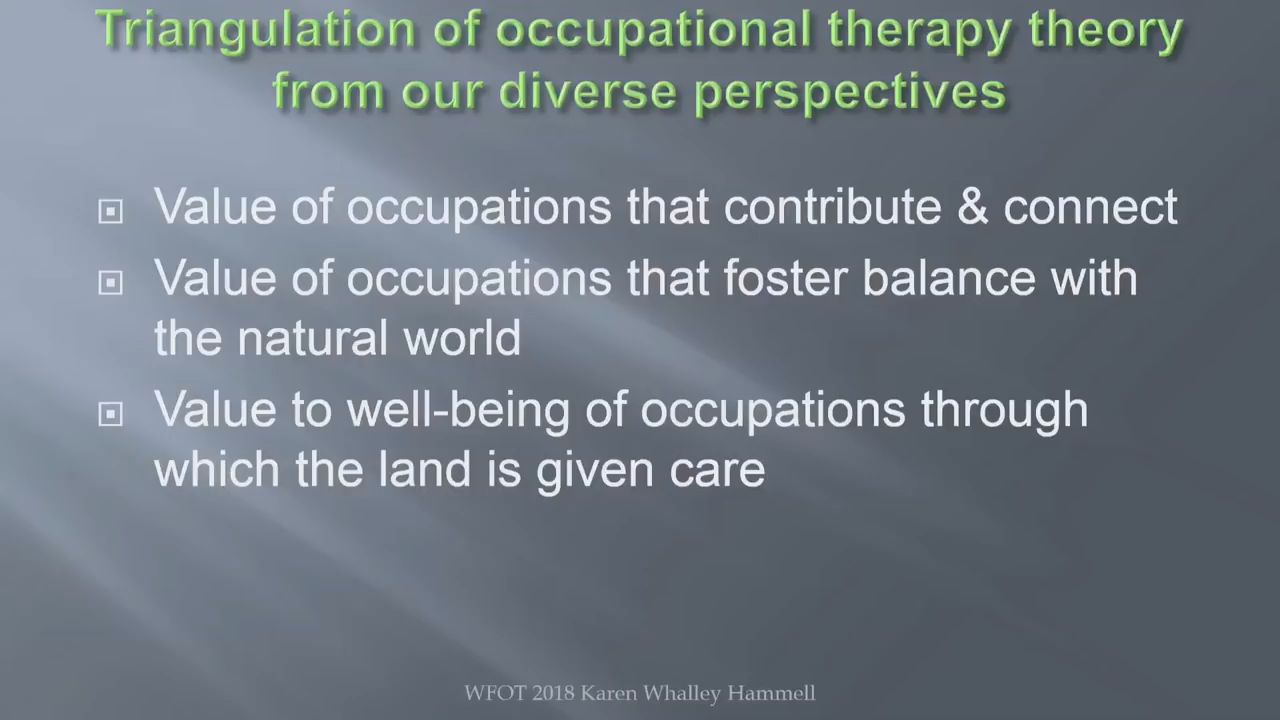 Triangulation of occupational therapy theory
from our diverse perspectives
Value of occupations that contribute & connect
Value of occupations that foster balance with
the natural world
Value to well-being of occupations through
which the land is given care
WFOT 2018 Karen Whalley Hammell